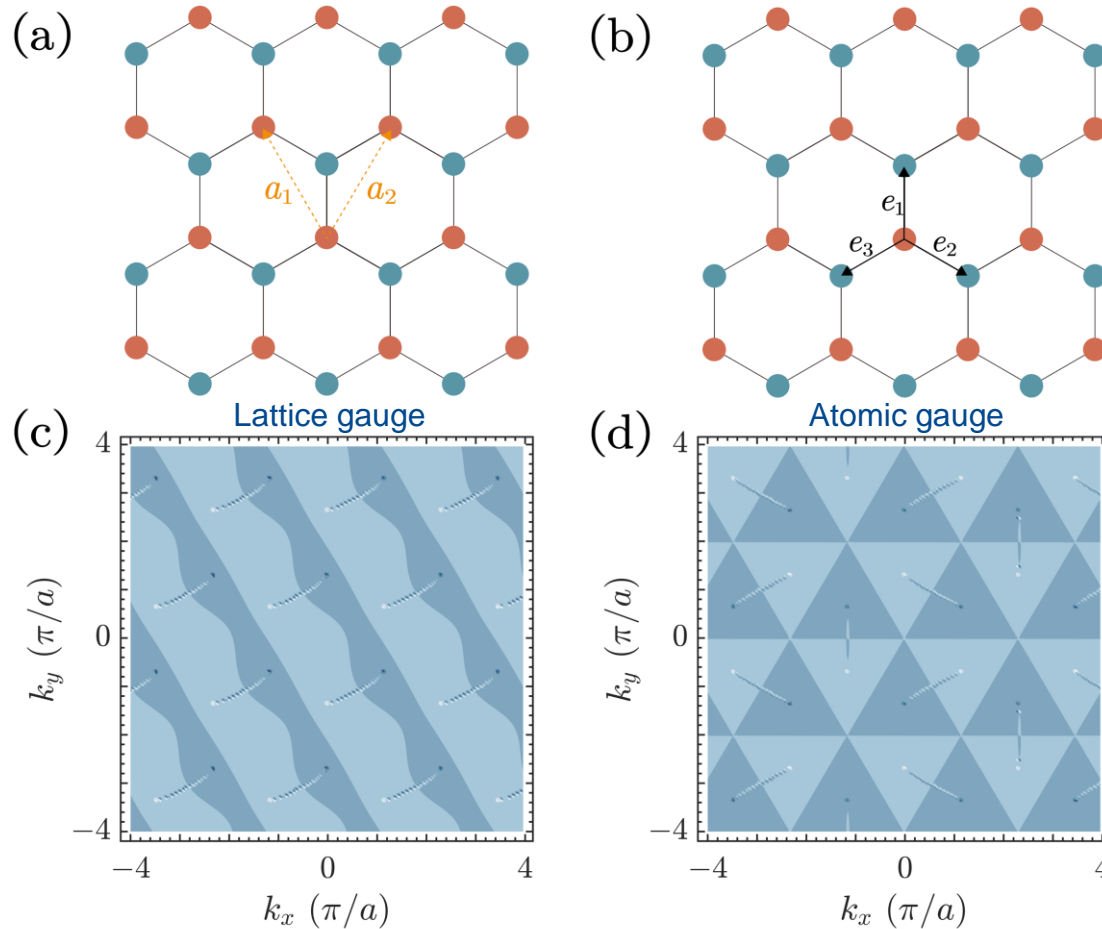 (a)
a1
a2
(b)
e1
e3
e2
(c)
Lattice gauge
4
0
−4
ky (π/a)
−4
0
4
kx (π/a)
(d)
Atomic gauge
4
0
−4
ky (π/a)
−4
0
4
kx (π/a)